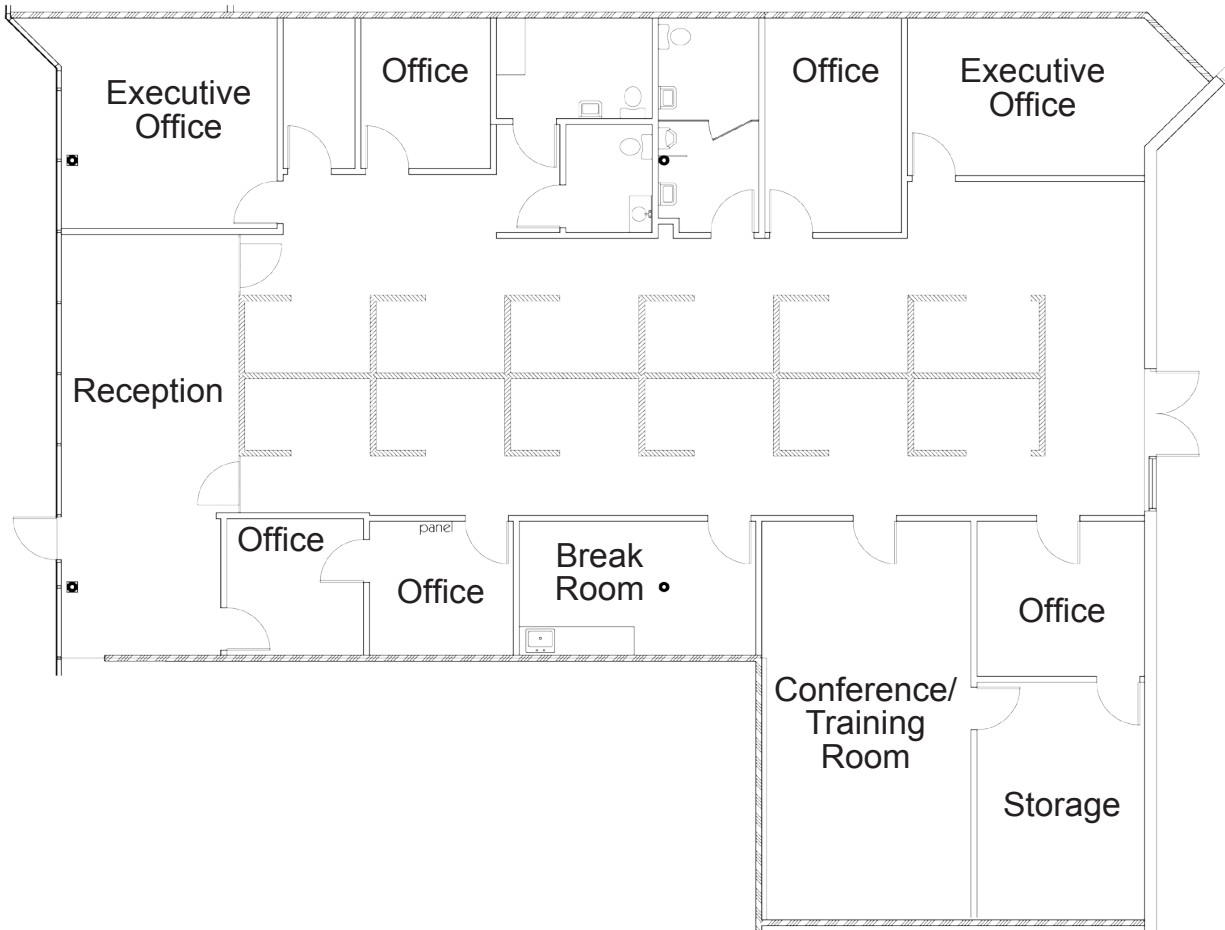 Executive
Office
Office
Office
Executive
Office
Reception
Office
panel
Office
Break
Room
Office
Conference/
Training
Room
Storage